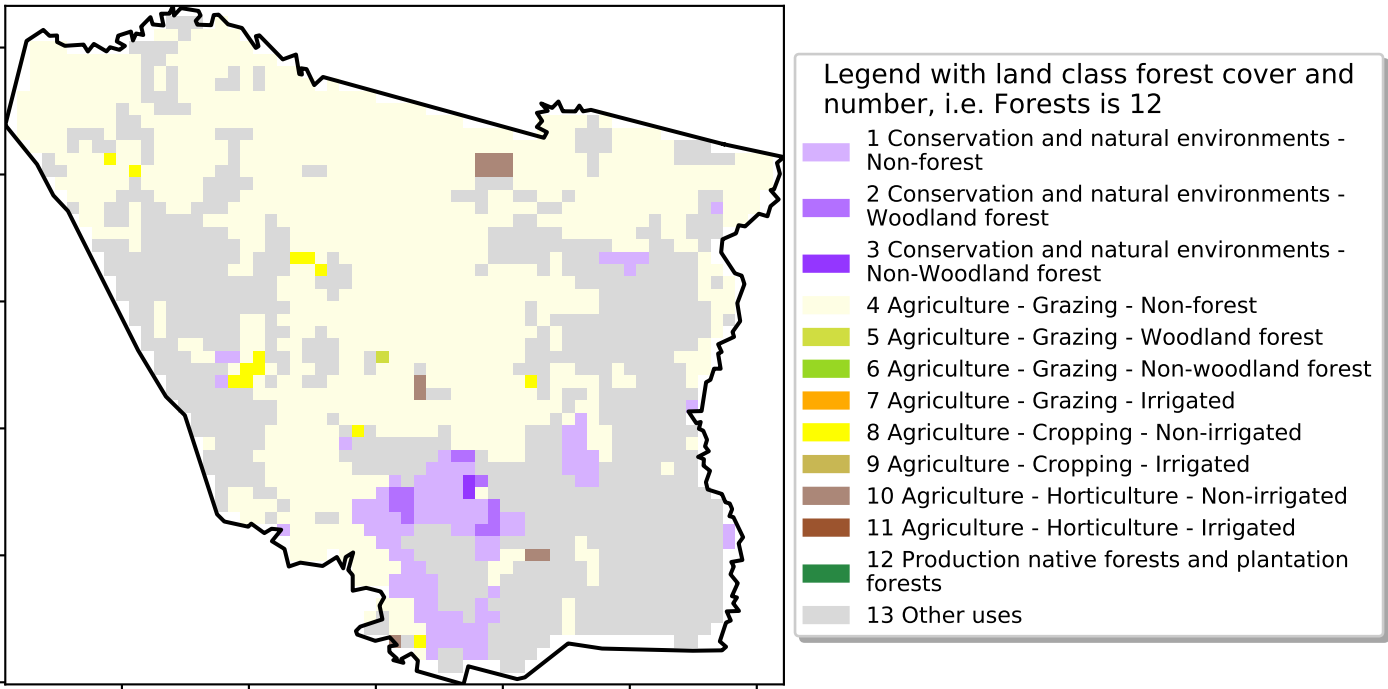 Legend with land class forest cover and
number, i.e. Forests is 12
1 Conservation and natural environments -
Non-forest
2 Conservation and natural environments -
Woodland forest
3 Conservation and natural environments -
Non-Woodland forest
4 Agriculture - Grazing - Non-forest
5 Agriculture - Grazing - Woodland forest
6 Agriculture - Grazing - Non-woodland forest
7 Agriculture - Grazing - Irrigated
8 Agriculture - Cropping - Non-irrigated
9 Agriculture - Cropping - Irrigated
10 Agriculture - Horticulture - Non-irrigated
11 Agriculture - Horticulture - Irrigated
12 Production native forests and plantation
forests
13 Other uses